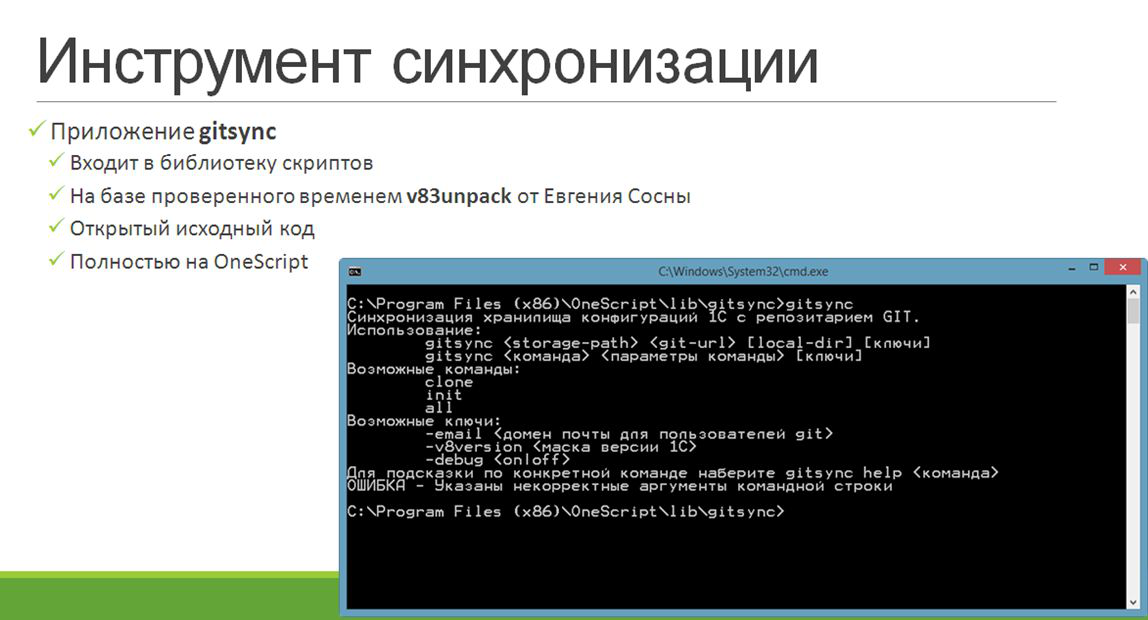 Инструмент синхронизации
Приложение gitsync
Входит в библиотеку скриптов
На базе проверенного временем v83unpack от Евгения Сосны
Открытый исходный код
Полностью на OneScript
C:\Windows\System32\cmd.exe
C:\Program Files (x86)\OneScript\lib\gitsync>gitsync
Синхронизация хранилища конфигураций 1С с репозитарием GIT.
Использование:
gitsync <storage-path> <git-url> [local-dir] [ключи]
gitsync <команда> <параметры команды> [ключи]
Возможные команды:
clone
init
all
Возможные ключи:
-email <домен почты для пользователей git>
-v8version <маска версии 1С>
-debug <on|off>
Для подсказки по конкретной команде наберите gitsync help <команда>
ОШИБКА - Указаны некорректные аргументы командной строки
C:\Program Files (x86)\OneScript\lib\gitsync>